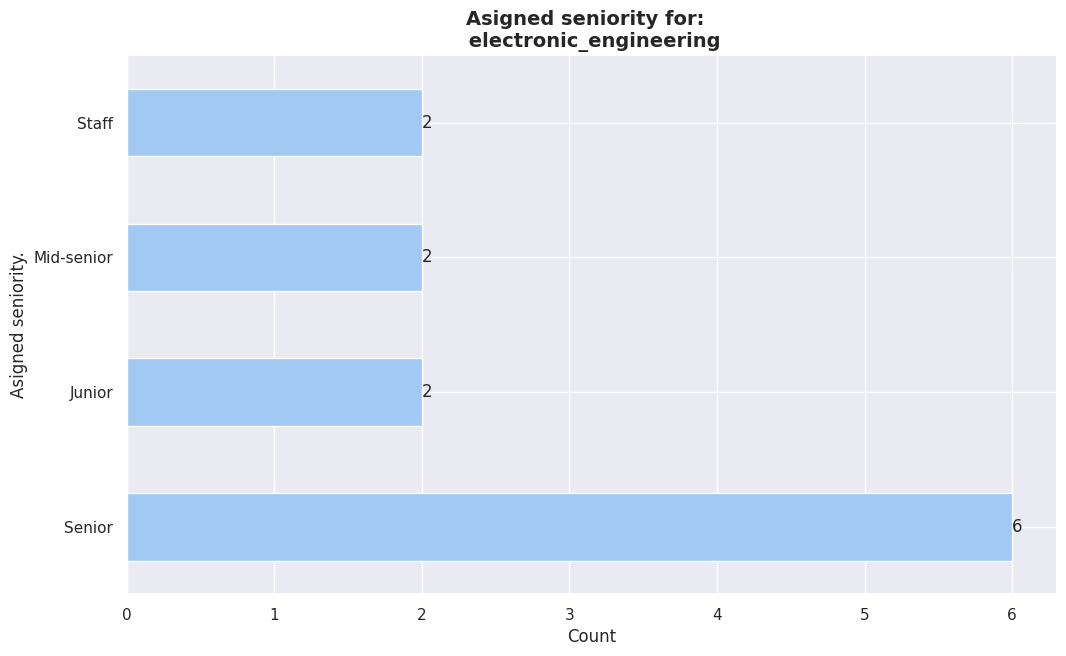 Asigned seniority for:
electronic_engineering
Staff
2
Mid-senior
2
Asigned seniority.
Junior
2
Senior
6
0 1 2 3 4 5 6
Count